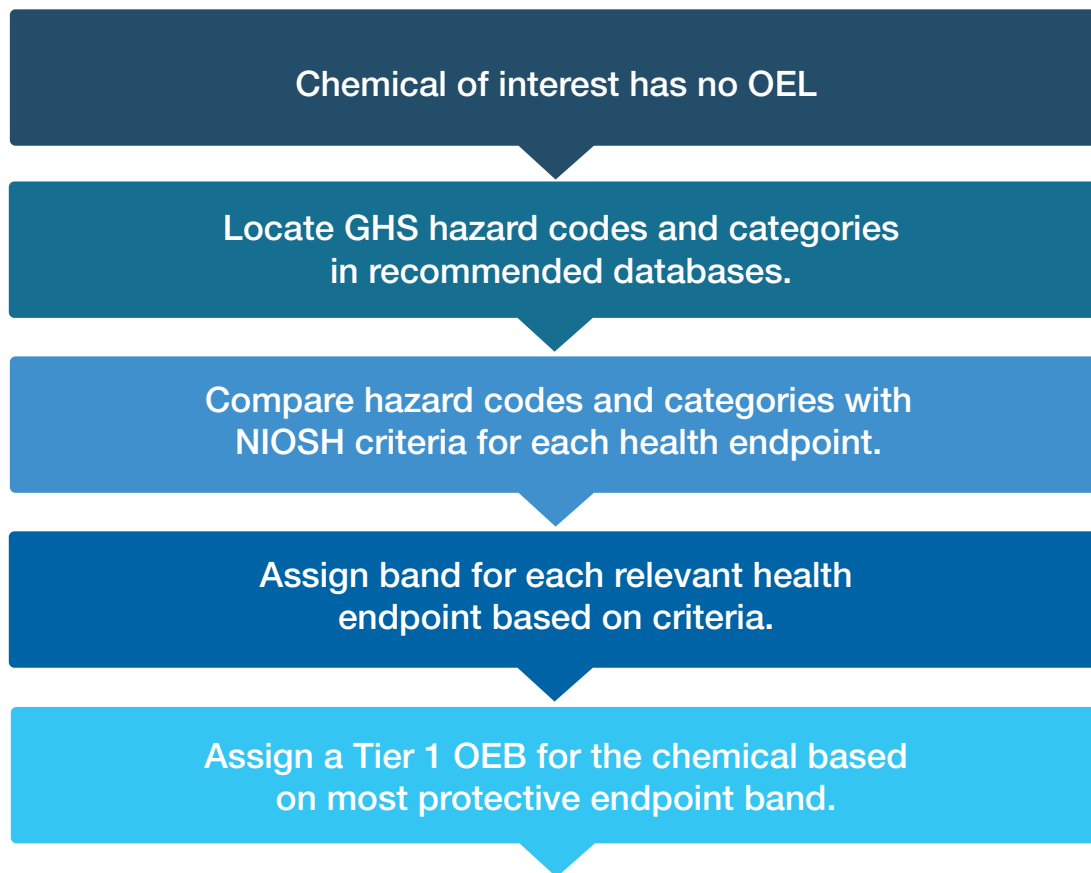 Chemical of interest has no OEL
Locate GHS hazard codes and categories
in recommended databases.
Compare hazard codes and categories with
NIOSH criteria for each health endpoint.
Assign band for each relevant health
endpoint based on criteria.
Assign a Tier 1 OEB for the chemical based
on most protective endpoint band.